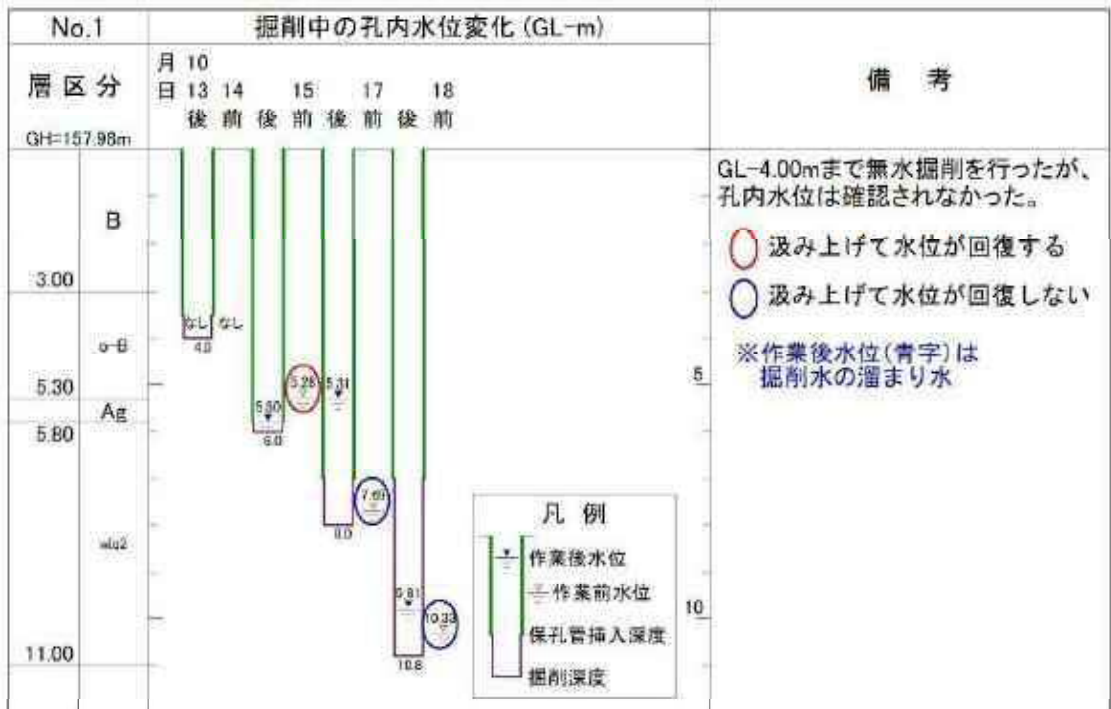 No.1
掘削中の孔内水位変化 (GL-m)
層区分
GH=157.98m
月 10
日 13 14 15 17 18
後 前 後 前 後 前 後 前
備 考
B
3.00
5.30
Ag
5.80
11.00
なし なし
4.0
6.0
5.28
5.31
7.69
8.0
9.81
10.33
10.8
5
10
GL-4.00mまで無水掘削を行ったが、
孔内水位は確認されなかった。
汲み上げて水位が回復する
汲み上げて水位が回復しない
※作業後水位(青字)は
掘削水の溜まり水
凡 例
作業後水位
作業前水位
保孔管挿入深度
掘削深度